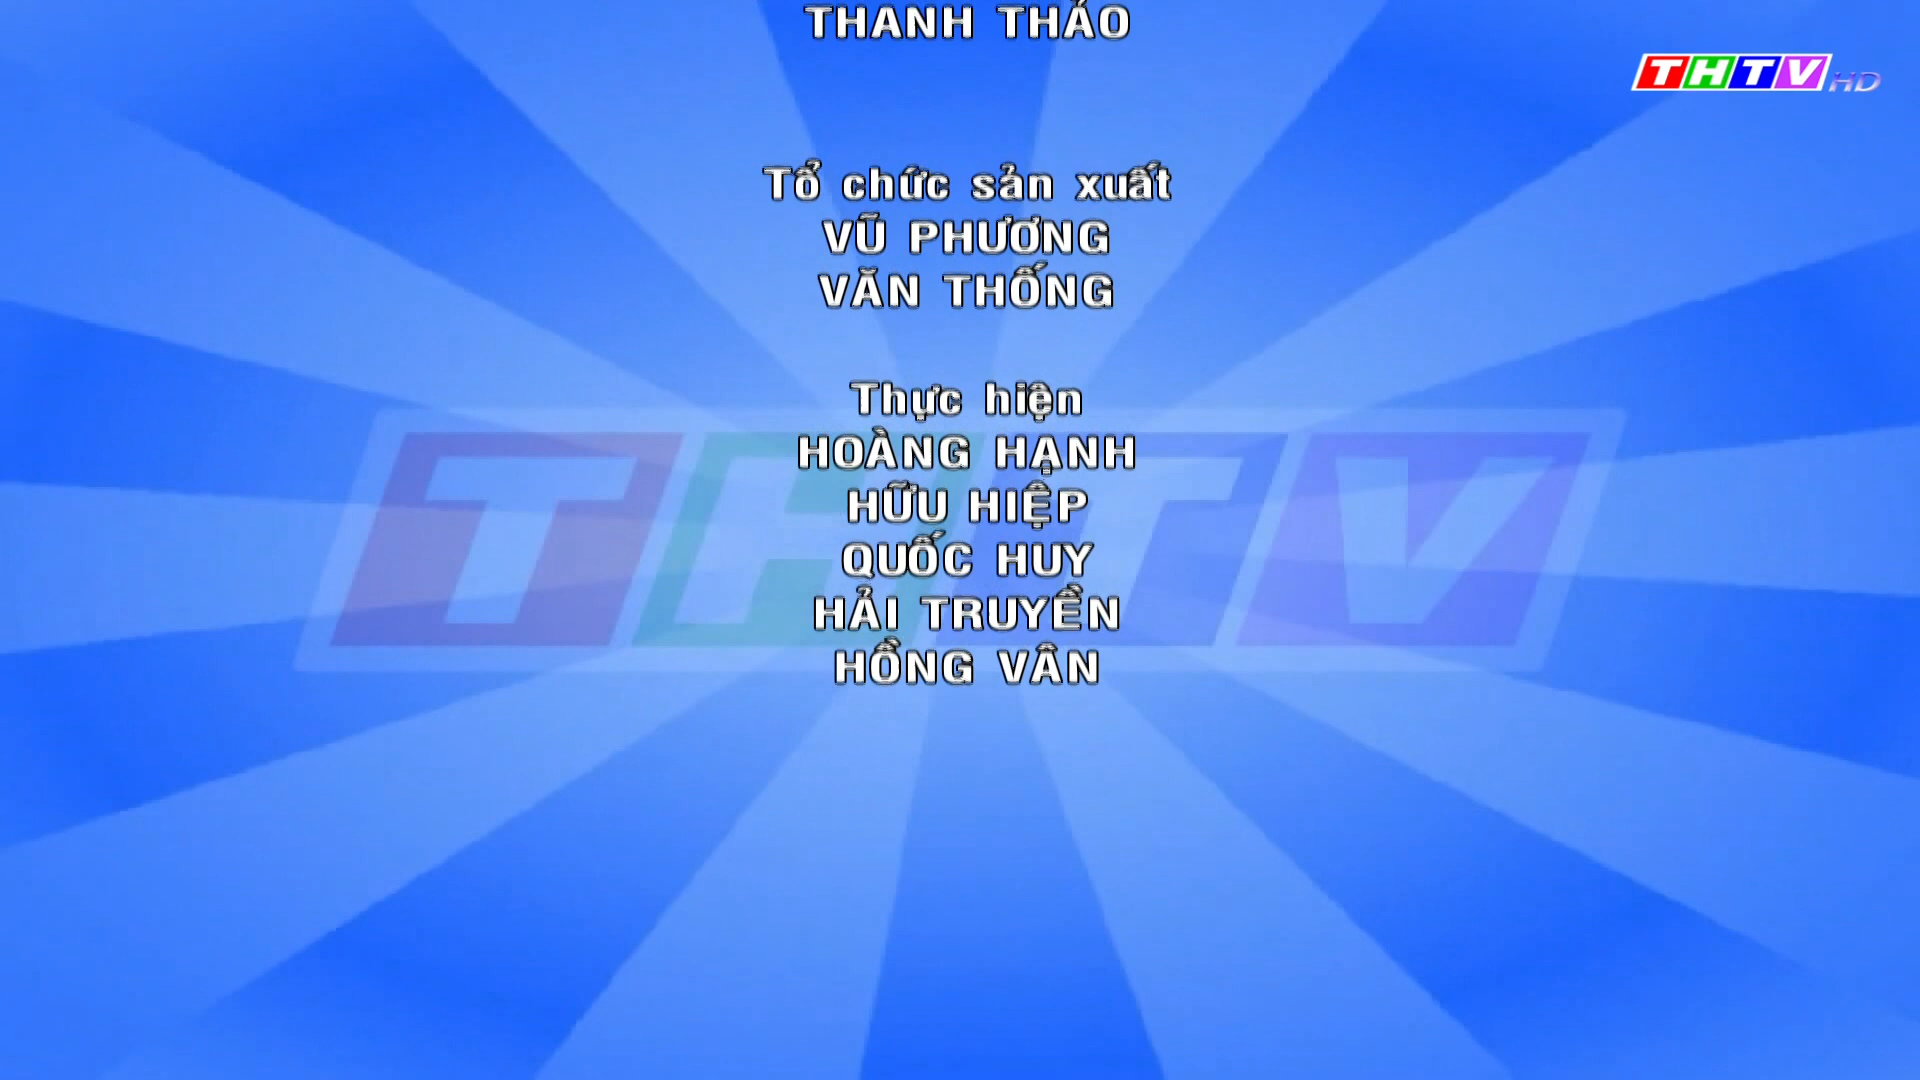 THANH THẢO
THTV HD
Tổ chức sản xuất
VŨ PHƯƠNG
VĂN THỐNG
Thực hiện
HOÀNG HẠNH
HỮU HIỆP
QUỐC HUY
HẢI TRUYỀN
HỒNG VÂN
THTV